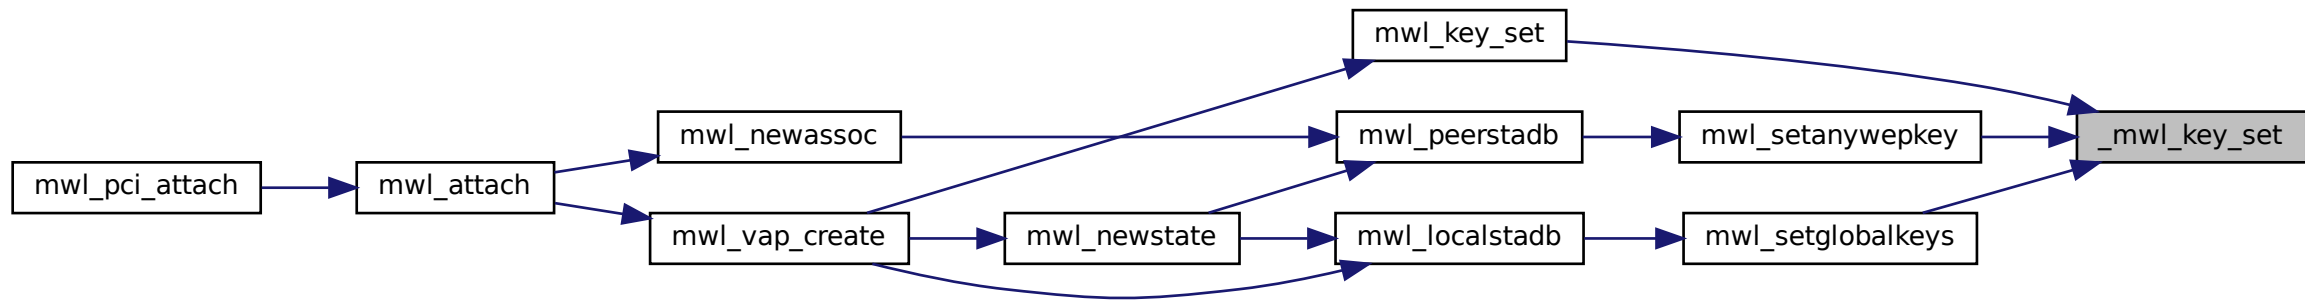 mwl_key_set
mwl_newassoc
mwl_peerstadb
mwl_setanywepkey
_mwl_key_set
mwl_pci_attach
mwl_attach
mwl_vap_create
mwl_newstate
mwl_localstadb
mwl_setglobalkeys